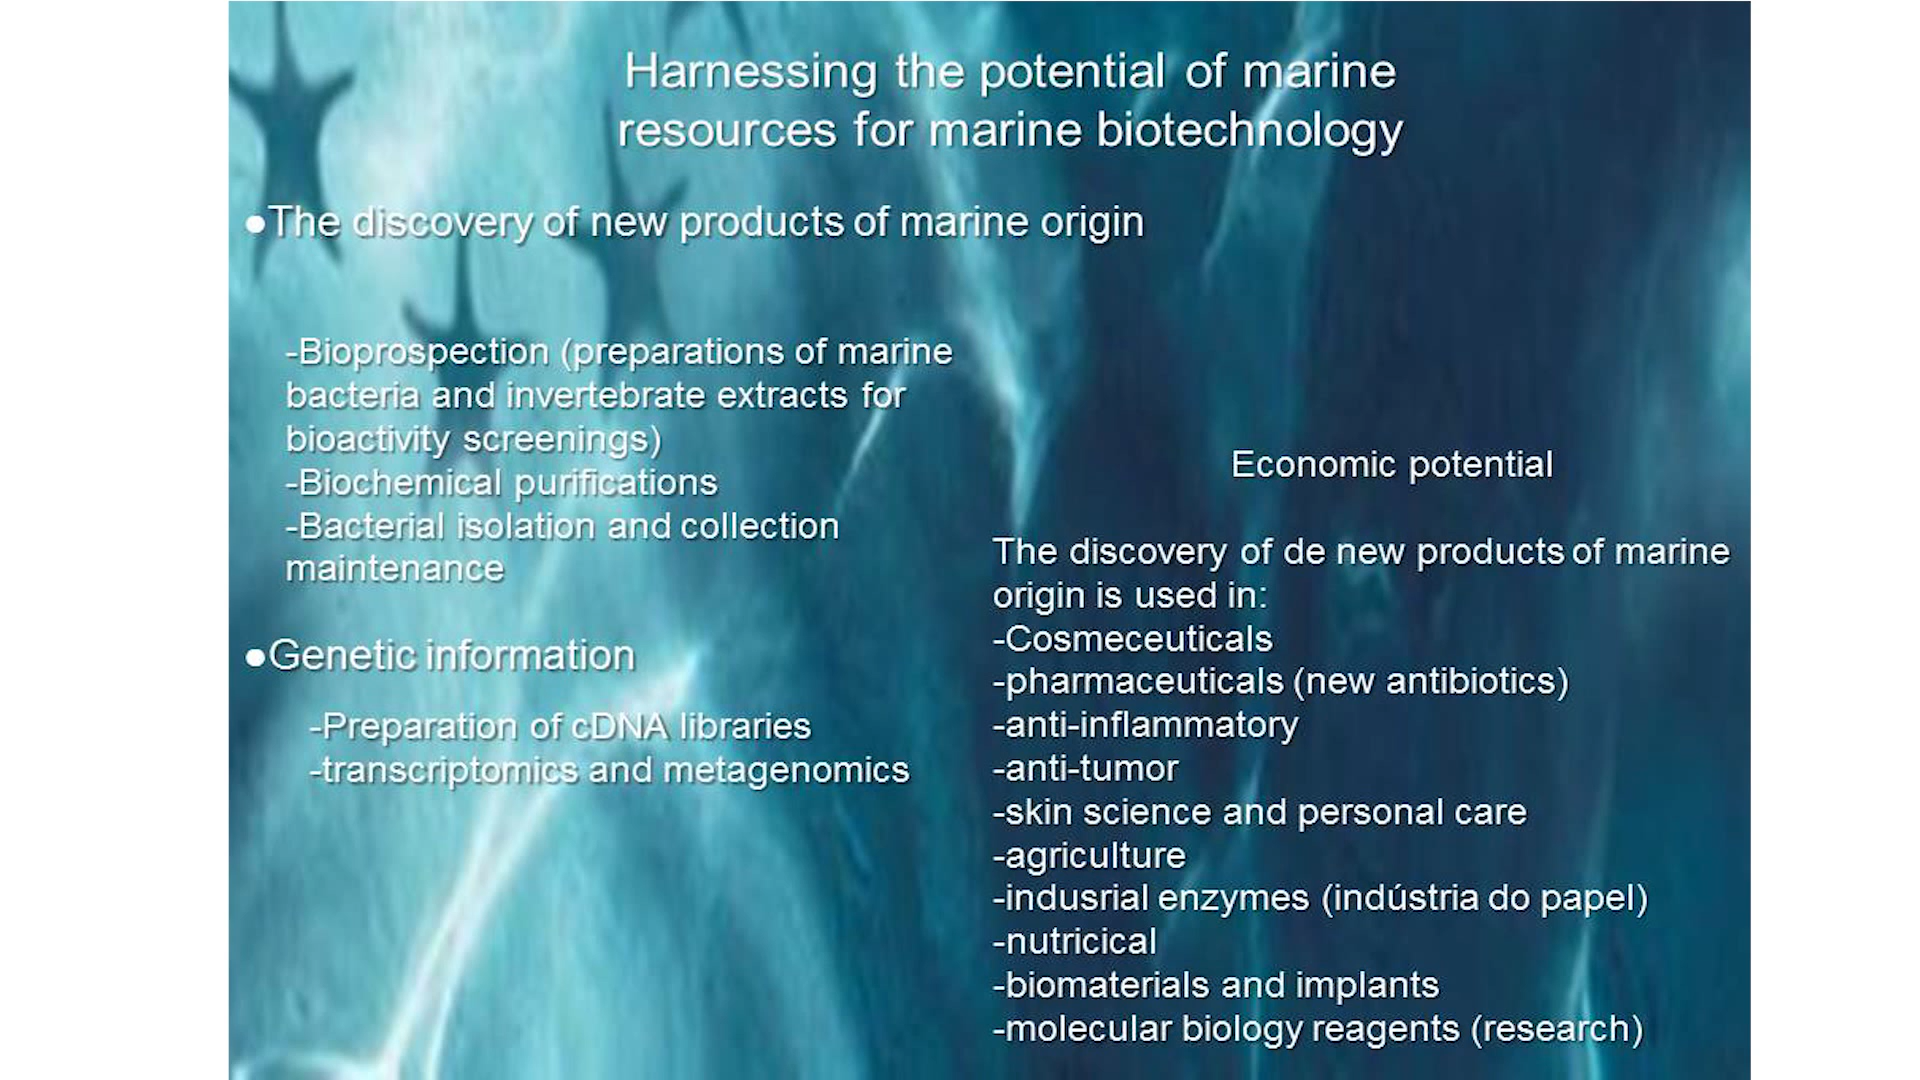 Harnessing the potential of marine
resources for marine biotechnology
●The discovery of new products of marine origin
-Bioprospection (preparations of marine
bacteria and invertebrate extracts for
bioactivity screenings)
-Biochemical purifications
-Bacterial isolation and collection
maintenance
●Genetic information
-Preparation of cDNA libraries
-transcriptomics and metagenomics
Economic potential
The discovery of de new products of marine
origin is used in:
-Cosmeceuticals
-pharmaceuticals (new antibiotics)
-anti-inflammatory
-anti-tumor
-skin science and personal care
-agriculture
-indusrial enzymes (indústria do papel)
-nutricical
-biomaterials and implants
-molecular biology reagents (research)